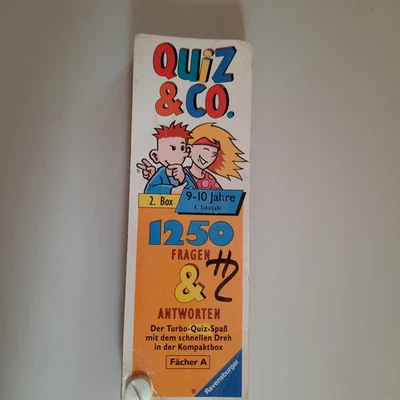 QUiZ
& CO.
2. Box
9-10 Jahre
4. Schuljahr
1250
FRAGEN
#2
&
ANTWORTEN
Der Turbo-Quiz-Spaß
mit dem schnellen Dreh
in der Kompaktbox
Fächer A
®
Ravensburger